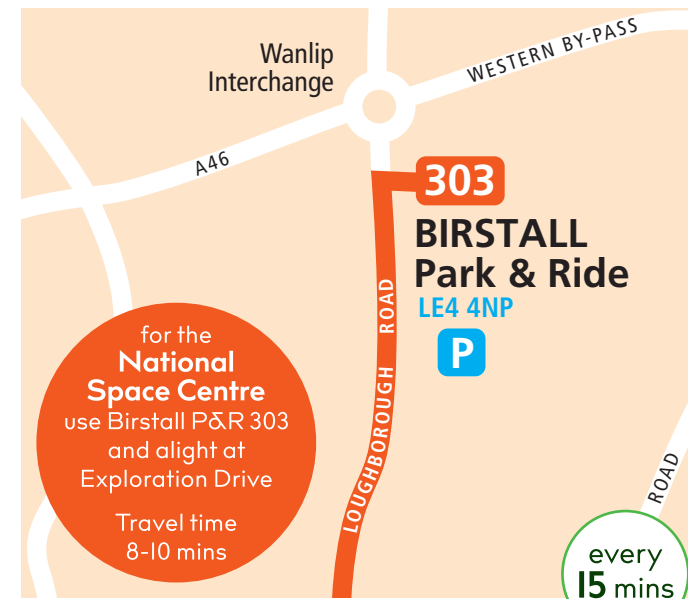 Wanlip
Interchange
WESTERN BY-PASS
A46
303
BIRSTALL
Park & Ride
LE4 4NP
P
LOUGHBOROUGH ROAD
for the
National
Space Centre
use Birstall P&R 303
and alight at
Exploration Drive
Travel time
8-10 mins
ROAD
every
15 mins